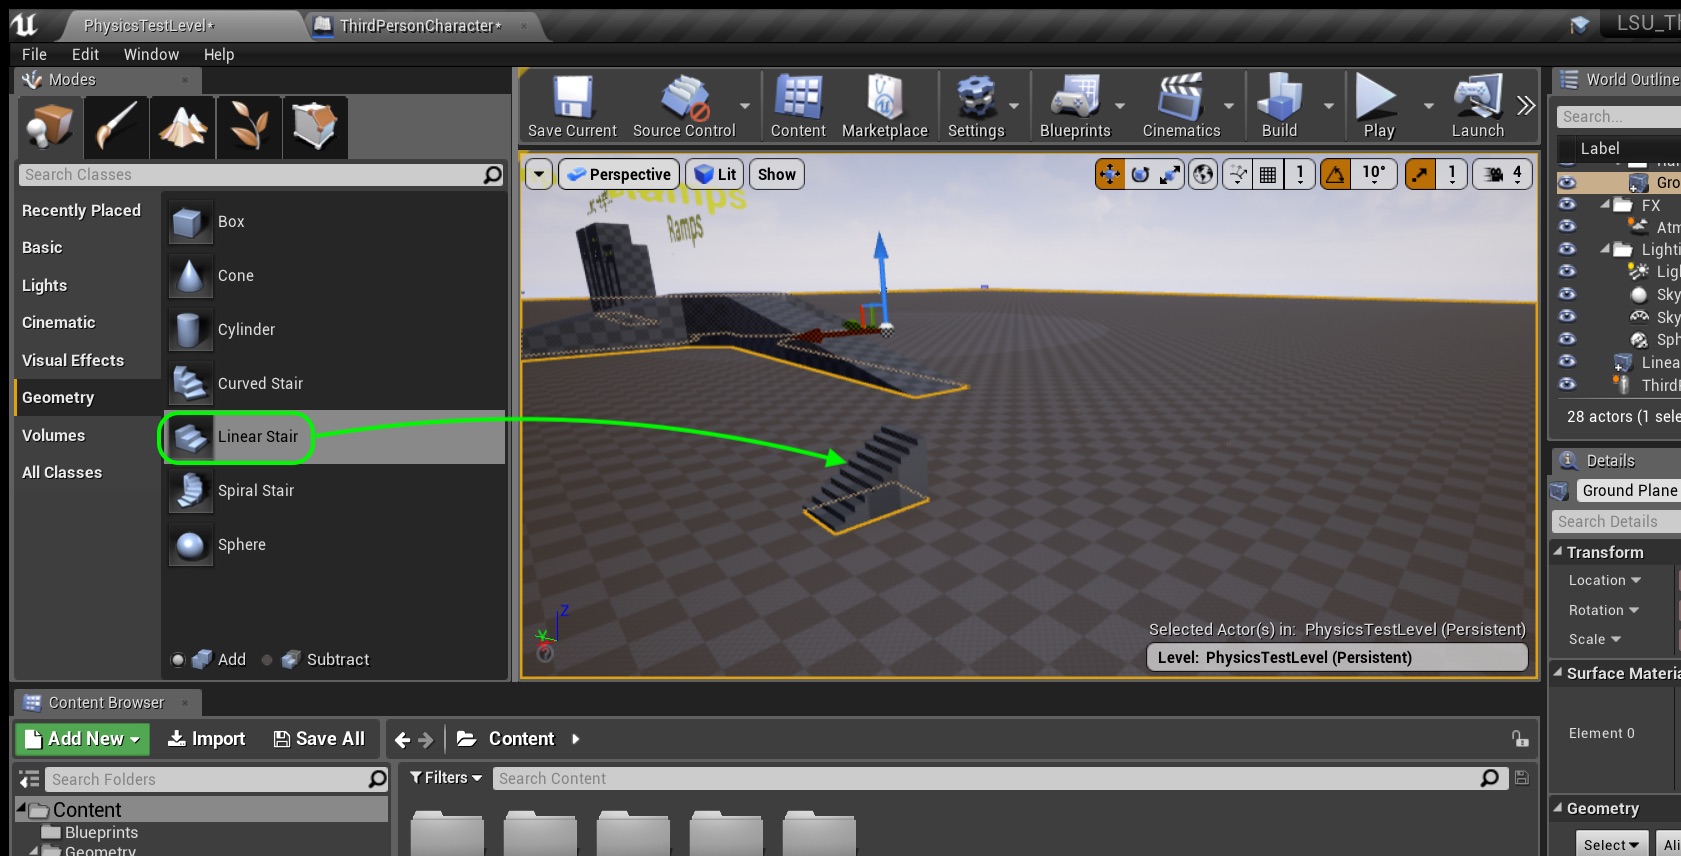 PhysicsTestLevel*
ThirdPersonCharacter*
LSU_Th
File Edit Window Help
Modes
Search Classes
Recently Placed
Basic
Lights
Cinematic
Visual Effects
Geometry
Volumes
All Classes
Box
Cone
Cylinder
Curved Stair
Linear Stair
Spiral Stair
Sphere
Add Subtract
Save Current Source Control Content Marketplace Settings Blueprints Cinematics Build Play Launch
Perspective Lit Show
1 10° 1 4
Ramps
Ramps
Z
Selected Actor(s) in: PhysicsTestLevel (Persistent)
Level: PhysicsTestLevel (Persistent)
World Outline
Search...
Label
Gro
FX
Atm
Lighti
Ligh
Sky
Sky
Sph
Linea
ThirdP
28 actors (1 sele
Details
Ground Plane
Search Details
Transform
Location
Rotation
Scale
Surface Materia
Element 0
Geometry
Select Ali
Content Browser
Add New Import Save All Content
Search Folders
Filters Search Content
Content
Blueprints
Geometry